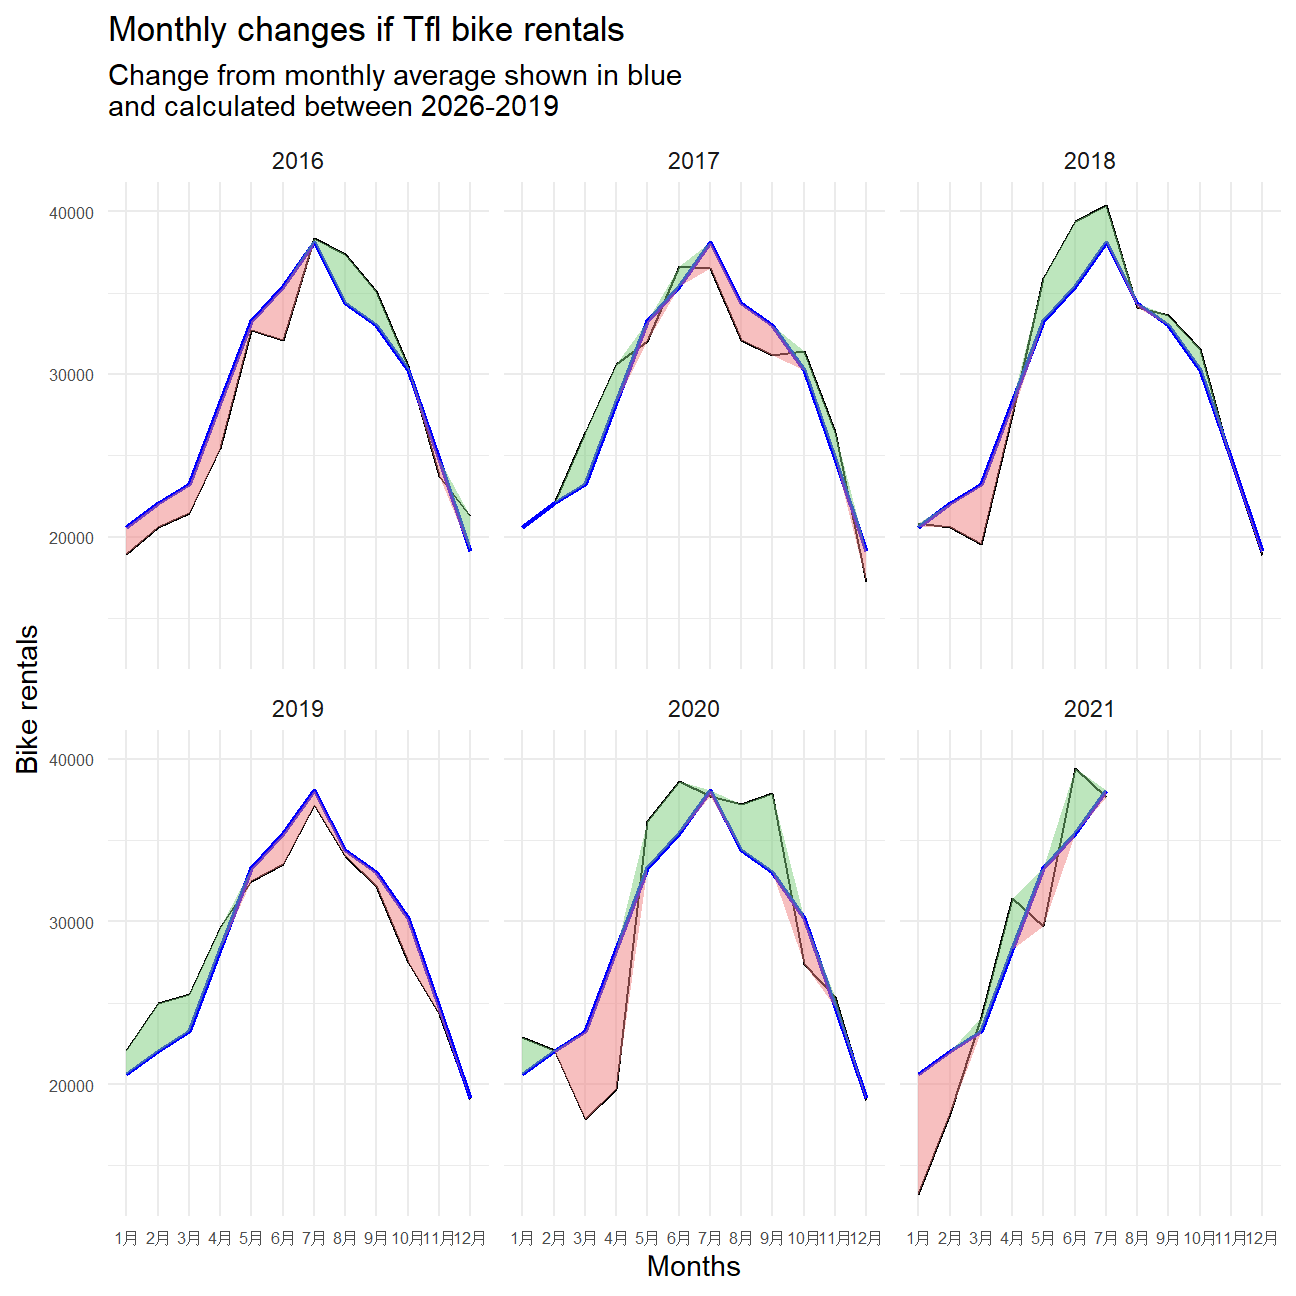 Monthly changes if Tfl bike rentals
Change from monthly average shown in blue
and calculated between 2026-2019
2016
2017
2018
40000
30000
20000
Bike rentals
2019
2020
2021
40000
30000
20000
1月 2月 3月 4月 5月 6月 7月 8月 9月 10月 11月 12月
1月 2月 3月 4月 5月 6月 7月 8月 9月 10月 11月 12月
1月 2月 3月 4月 5月 6月 7月 8月 9月 10月 11月 12月
Months